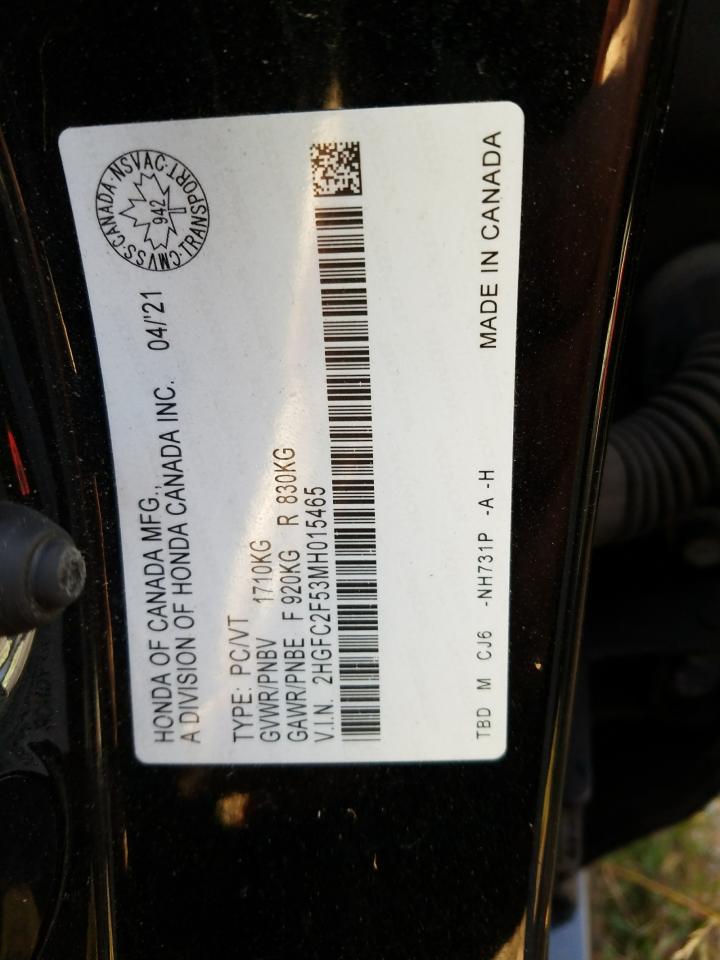 HONDA OF CANADA MFG.,
A DIVISION OF HONDA CANADA INC. 04/'21
CMVSS·CANADA·NSVAC·TRANSPORT·
942
TYPE: PC/VT
GVWR/PNBV 1710KG
GAWR/PNBE F 920KG R 830KG
V.I.N. 2HGFC2F53MH015465
TBD M CJ6 -NH731P -A -H MADE IN CANADA